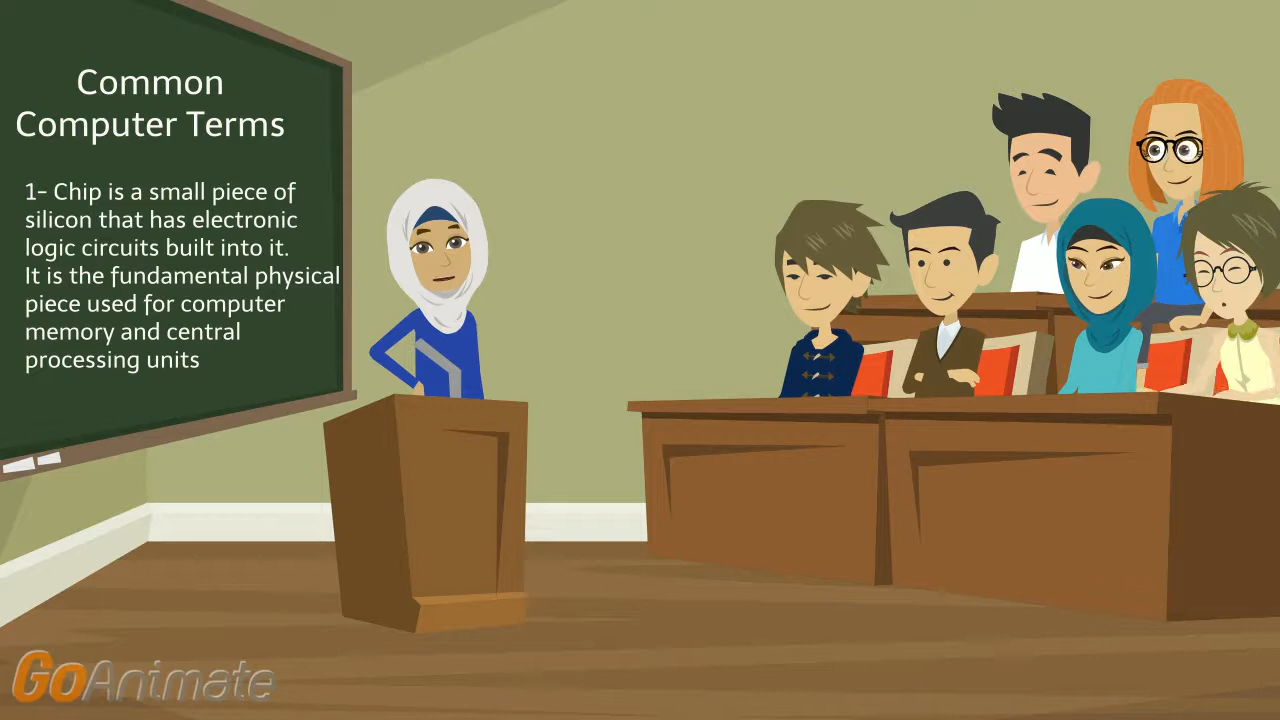 Common
Computer Terms
1- Chip is a small piece of
silicon that has electronic
logic circuits built into it.
It is the fundamental physical
piece used for computer
memory and central
processing units
GoAnimate